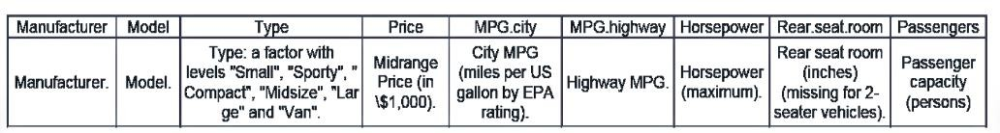 Manufacturer Model Type Price MPG.city MPG.highway Horsepower Rear.seat.room Passengers
Manufacturer.
Model.
Type: a factor with
levels "Small", "Sporty", "
Compact", "Midsize", "Lar
ge" and "Van".
Midrange
Price (in
\$1,000).
City MPG
(miles per US
gallon by EPA
rating).
Highway MPG.
Horsepower
(maximum).
Rear seat room
(inches)
(missing for 2-
seater vehicles).
Passenger
capacity
(persons)